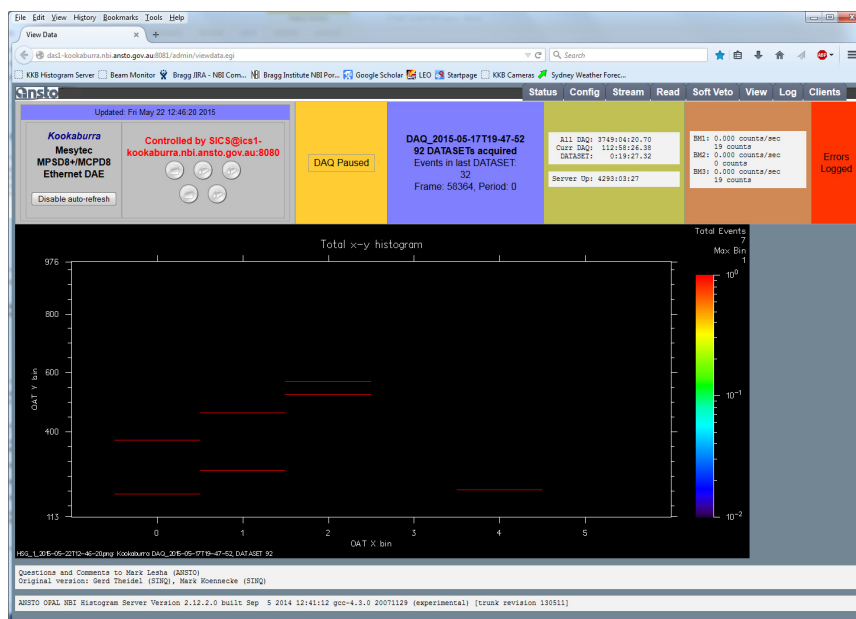 File Edit View History Bookmarks Tools Help
View Data × +
das1-kookaburra.nbi.ansto.gov.au:8081/admin/viewdata.egi
Search
ABP
KKB Histogram Server Beam Monitor Bragg JIRA - NBI Com... Bragg Institute NBI Por... Google Scholar LEO Startpage KKB Cameras Sydney Weather Forec...
Ansto
Status Config Stream Read Soft Veto View Log Clients
Updated: Fri May 22 12:46:20 2015
Kookaburra
Mesytec
MPSD8+/MCPD8
Ethernet DAE
Disable auto-refresh
Controlled by SICS@ics1-
kookaburra.nbi.ansto.gov.au:8080
DAQ Paused
DAQ_2015-05-17T19-47-52
92 DATASETs acquired
Events in last DATASET:
32
Frame: 58364, Period: 0
All DAQ: 3749:04:20.70
Curr DAQ: 112:58:26.38
DATASET: 0:19:27.32
Server Up: 4293:03:27
BM1: 0.000 counts/sec
19 counts
BM2: 0.000 counts/sec
0 counts
BM3: 0.000 counts/sec
19 counts
Errors
Logged
Total x-y histogram
Total Events
7
Max Bin
1
976
800
600
400
113
OAT Y bin
0 1 2 3 4 5
OAT X bin
10^0
10^-1
10^-2
HSG_1_2015-05-22T12-46-20.png: Kookaburra DAQ_2015-05-17T19-47-52, DATASET 92
Questions and Comments to Mark Lesha (ANSTO)
Original version: Gerd Theidel (SINQ), Mark Koennecke (SINQ)
ANSTO OPAL NBI Histogram Server Version 2.12.2.0 built Sep 5 2014 12:41:12 gcc-4.3.0 20071129 (experimental) [trunk revision 130511]